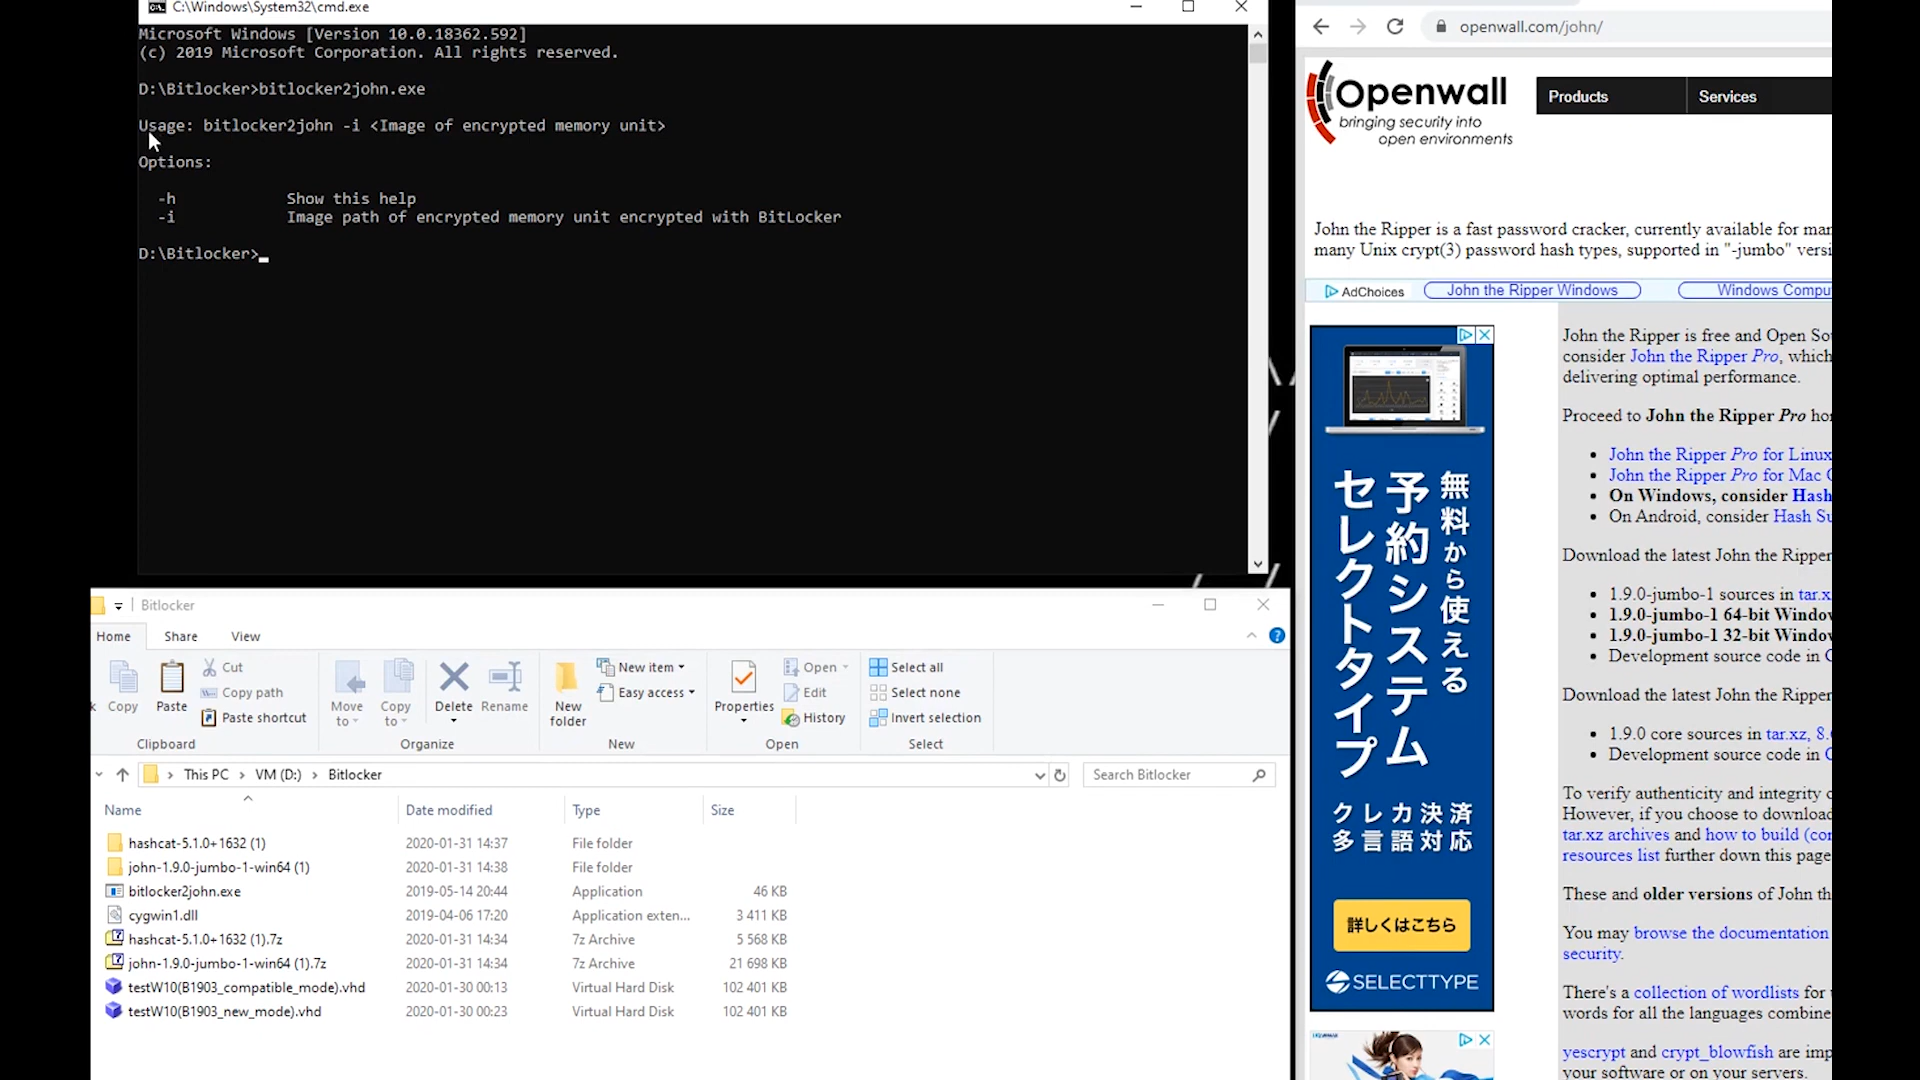 C:\Windows\System32\cmd.exe
Microsoft Windows [Version 10.0.18362.592]
(c) 2019 Microsoft Corporation. All rights reserved.
D:\Bitlocker>bitlocker2john.exe
Usage: bitlocker2john -i <Image of encrypted memory unit>
Options:
-h Show this help
-i Image path of encrypted memory unit encrypted with BitLocker
D:\Bitlocker>
Bitlocker
Home Share View
Copy
Paste
Cut
Copy path
Paste shortcut
Clipboard
Move to
Copy to
Delete
Rename
Organize
New folder
New item
Easy access
New
Properties
Open
Edit
History
Open
Select all
Select none
Invert selection
Select
This PC > VM (D:) > Bitlocker
Search Bitlocker
Name Date modified Type Size
hashcat-5.1.0+1632 (1) 2020-01-31 14:37 File folder
john-1.9.0-jumbo-1-win64 (1) 2020-01-31 14:38 File folder
bitlocker2john.exe 2019-05-14 20:44 Application 46 KB
cygwin1.dll 2019-04-06 17:20 Application exten... 3 411 KB
hashcat-5.1.0+1632 (1).7z 2020-01-31 14:34 7z Archive 5 568 KB
john-1.9.0-jumbo-1-win64 (1).7z 2020-01-31 14:34 7z Archive 21 698 KB
testW10(B1903_compatible_mode).vhd 2020-01-30 00:13 Virtual Hard Disk 102 401 KB
testW10(B1903_new_mode).vhd 2020-01-30 00:23 Virtual Hard Disk 102 401 KB
openwall.com/john/
Openwall
bringing security into
open environments
Products Services
John the Ripper is a fast password cracker, currently available for
many Unix crypt(3) password hash types, supported in "-jumbo"
AdChoices John the Ripper Windows Windows
無料から使える
予約システム
セレクトタイプ
クレカ決済
多言語対応
詳しくはこちら
SELECTTYPE
John the Ripper is free and Open
consider John the Ripper Pro, which
delivering optimal performance.
Proceed to John the Ripper Pro
John the Ripper Pro for Linux
John the Ripper Pro for Mac
On Windows, consider Hash
On Android, consider Hash
Download the latest John the Ripper
1.9.0-jumbo-1 sources in
1.9.0-jumbo-1 64-bit
1.9.0-jumbo-1 32-bit
Development source code in
Download the latest John the Ripper
1.9.0 core sources in tar.xz,
Development source code in
To verify authenticity and integrity
However, if you choose to download
tar.xz archives and how to build
resources list further down this page
These and older versions of John
You may browse the documentation
security.
There's a collection of wordlists for
words for all the languages
yescrypt and crypt_blowfish are
your software or on your servers.